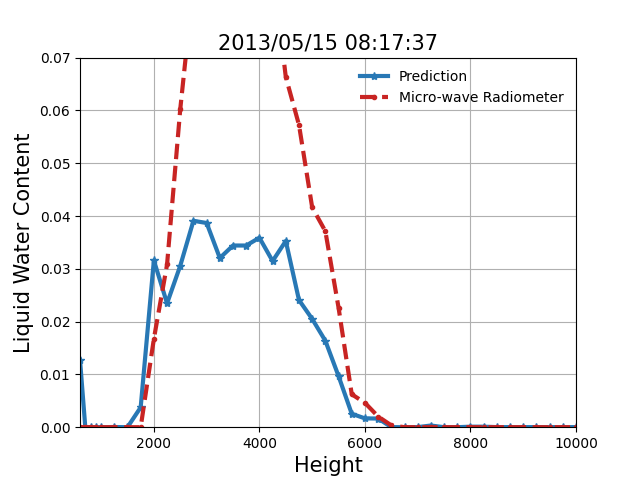 2013/05/15 08:17:37
0.07
0.06
0.05
0.04
0.03
0.02
0.01
0.00
Liquid Water Content
Prediction
Micro-wave Radiometer
2000 4000 6000 8000 10000
Height